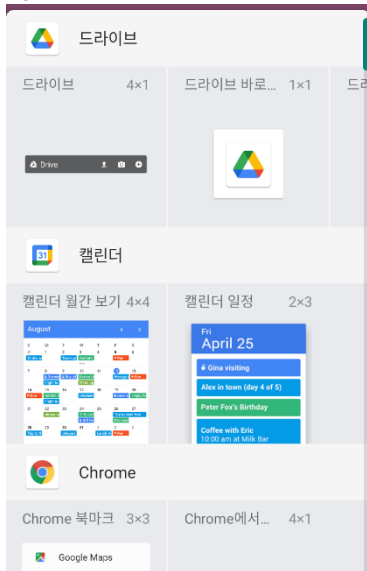 드라이브
드라이브 4×1
드라이브 바로... 1×1
드라
Drive
캘린더
31
캘린더 월간 보기 4×4
캘린더 일정 2×3
August
Fri
April 25
Gina visiting
Alex in town (day 4 of 5)
Peter Fox's Birthday
Coffee with Eric
10:00 am at Milk Bar
Chrome
Chrome 북마크 3×3
Chrome에서... 4×1
Google Maps